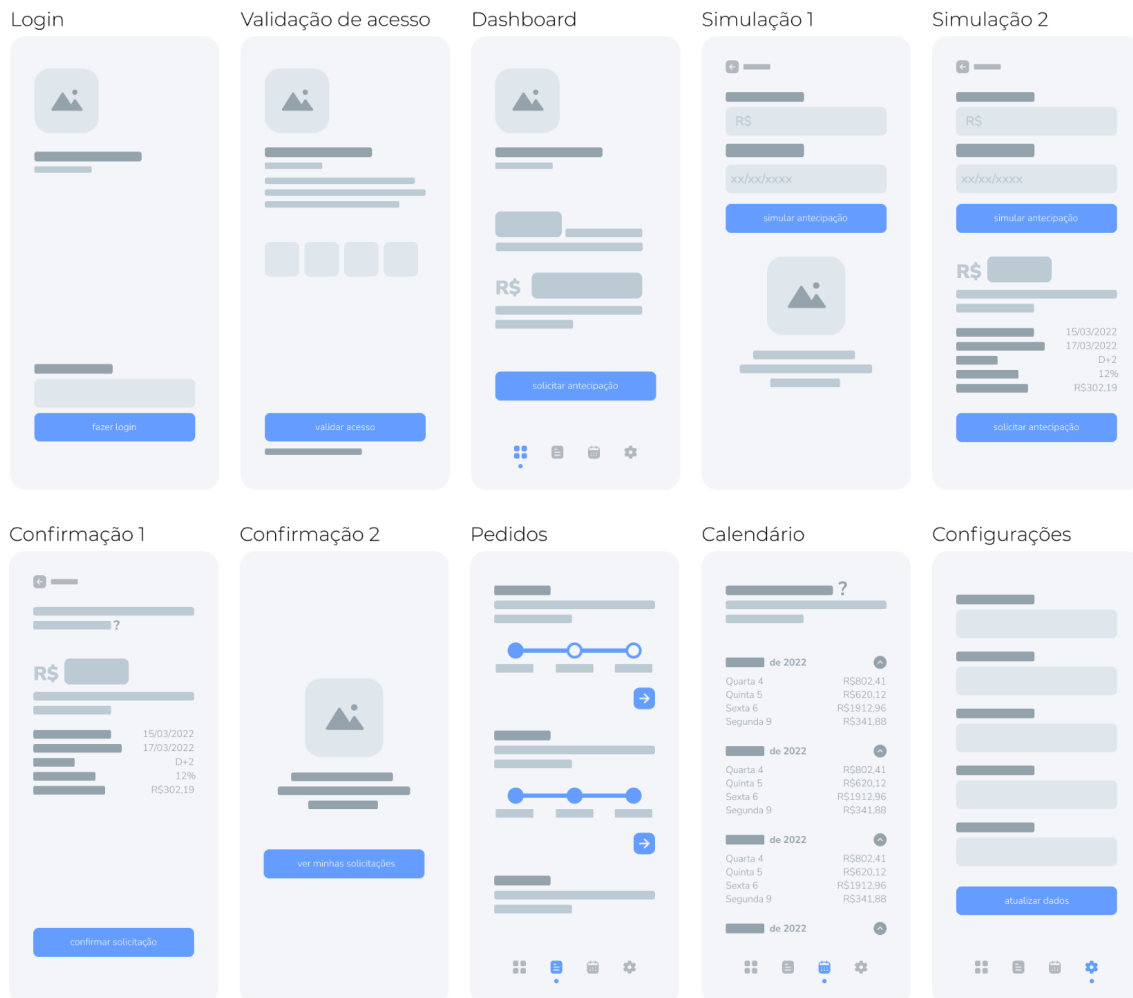 Login
fazer login
Validação de acesso
validar acesso
Dashboard
R$
solicitar antecipação
Simulação 1
R$
xx/xx/xxxx
simular antecipação
Simulação 2
R$
xx/xx/xxxx
simular antecipação
R$
15/03/2022
17/03/2022
D+2
12%
R$302,19
solicitar antecipação
Confirmação 1
?
R$
15/03/2022
17/03/2022
D+2
12%
R$302,19
confirmar solicitação
Confirmação 2
ver minhas solicitações
Pedidos
Calendário
?
de 2022
Quarta 4 R$802,41
Quinta 5 R$620,12
Sexta 6 R$1912,96
Segunda 9 R$341,88
de 2022
Quarta 4 R$802,41
Quinta 5 R$620,12
Sexta 6 R$1912,96
Segunda 9 R$341,88
de 2022
Quarta 4 R$802,41
Quinta 5 R$620,12
Sexta 6 R$1912,96
Segunda 9 R$341,88
de 2022
Configurações
atualizar dados